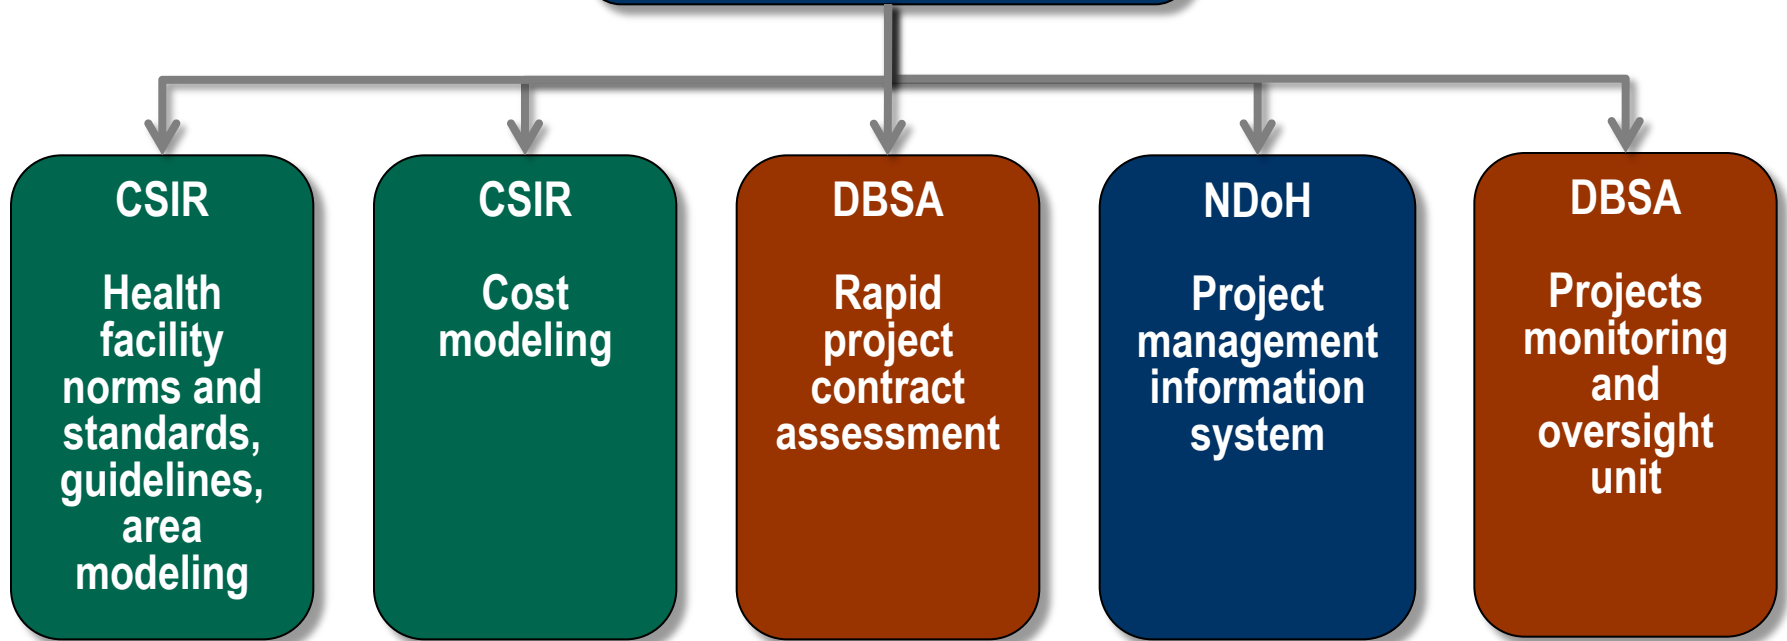 CSIR
Health
facility
norms and
standards,
guidelines,
area
modeling
CSIR
Cost
modeling
DBSA
Rapid
project
contract
assessment
NDoH
Project
management
information
system
DBSA
Projects
monitoring
and
oversight
unit